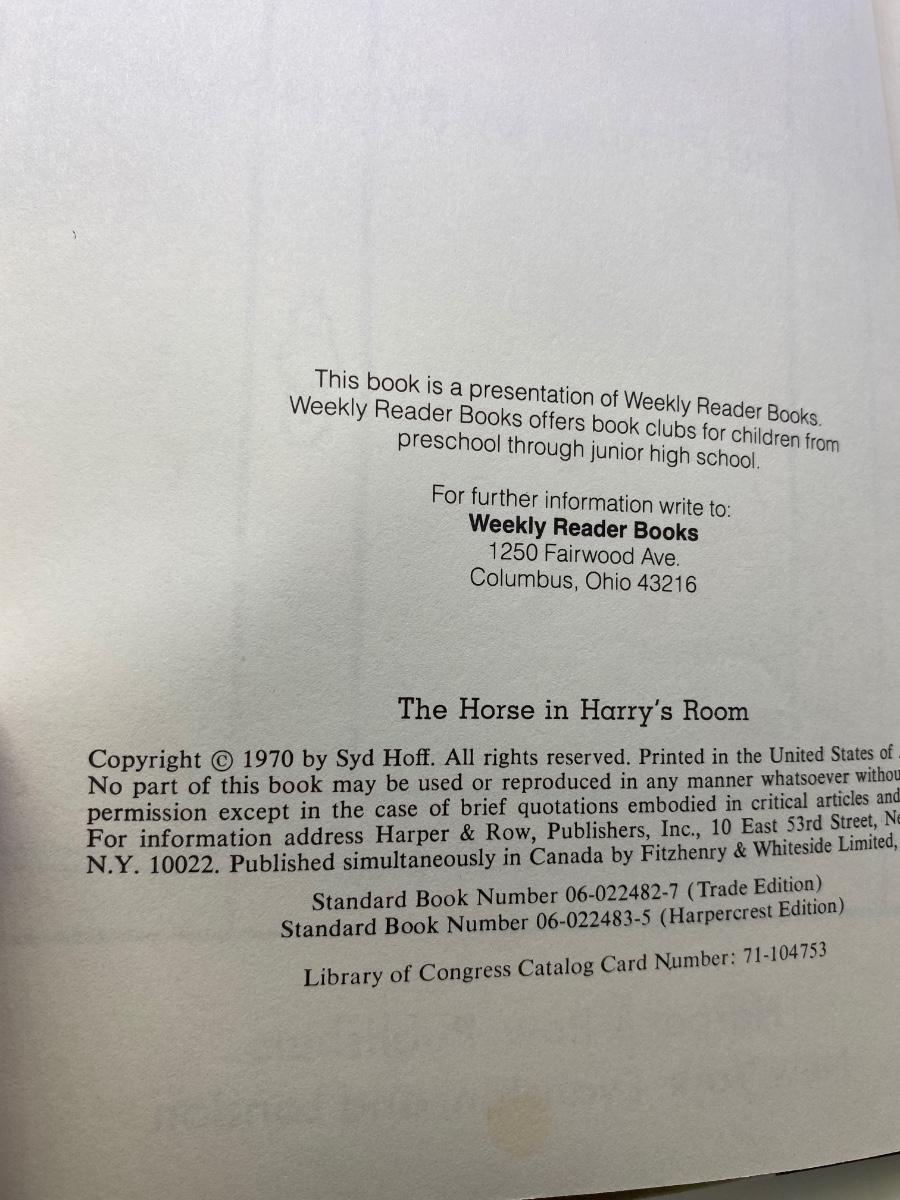 This book is a presentation of Weekly Reader Books.
Weekly Reader Books offers book clubs for children from
preschool through junior high school.
For further information write to:
Weekly Reader Books
1250 Fairwood Ave.
Columbus, Ohio 43216
The Horse in Harry's Room
Copyright © 1970 by Syd Hoff. All rights reserved. Printed in the United States of
No part of this book may be used or reproduced in any manner whatsoever
permission except in the case of brief quotations embodied in critical articles and
For information address Harper & Row, Publishers, Inc., 10 East 53rd Street,
N.Y. 10022. Published simultaneously in Canada by Fitzhenry & Whiteside Limited,
Standard Book Number 06-022482-7 (Trade Edition)
Standard Book Number 06-022483-5 (Harpercrest Edition)
Library of Congress Catalog Card Number: 71-104753